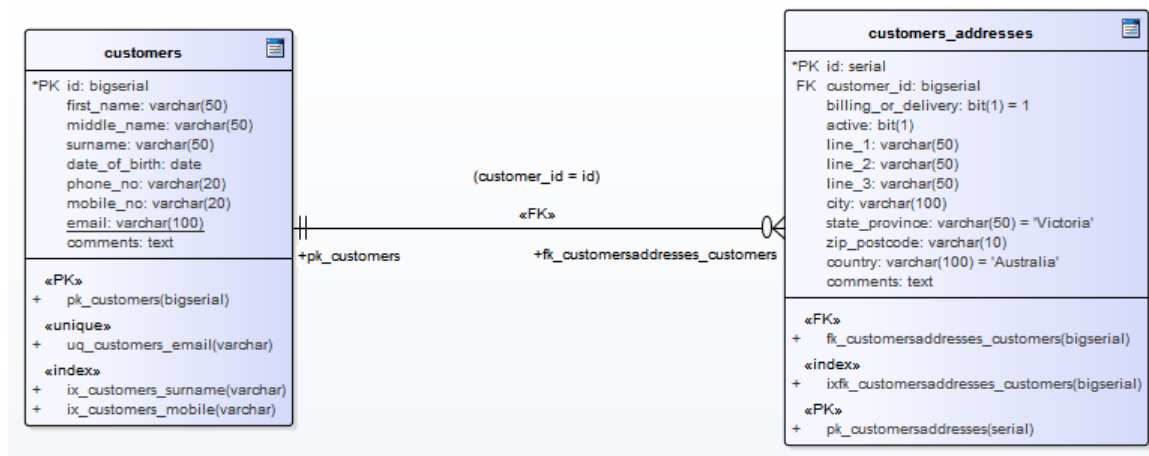 customers
*PK id: bigserial
first_name: varchar(50)
middle_name: varchar(50)
surname: varchar(50)
date_of_birth: date
phone_no: varchar(20)
mobile_no: varchar(20)
email: varchar(100)
comments: text
«PK»
+ pk_customers(bigserial)
«unique»
+ uq_customers_email(varchar)
«index»
+ ix_customers_surname(varchar)
+ ix_customers_mobile(varchar)
(customer_id = id)
«FK»
+pk_customers
+fk_customersaddresses_customers
customers_addresses
*PK id: serial
FK customer_id: bigserial
billing_or_delivery: bit(1) = 1
active: bit(1)
line_1: varchar(50)
line_2: varchar(50)
line_3: varchar(50)
city: varchar(100)
state_province: varchar(50) = 'Victoria'
zip_postcode: varchar(10)
country: varchar(100) = 'Australia'
comments: text
«FK»
+ fk_customersaddresses_customers(bigserial)
«index»
+ ixfk_customersaddresses_customers(bigserial)
«PK»
+ pk_customersaddresses(serial)